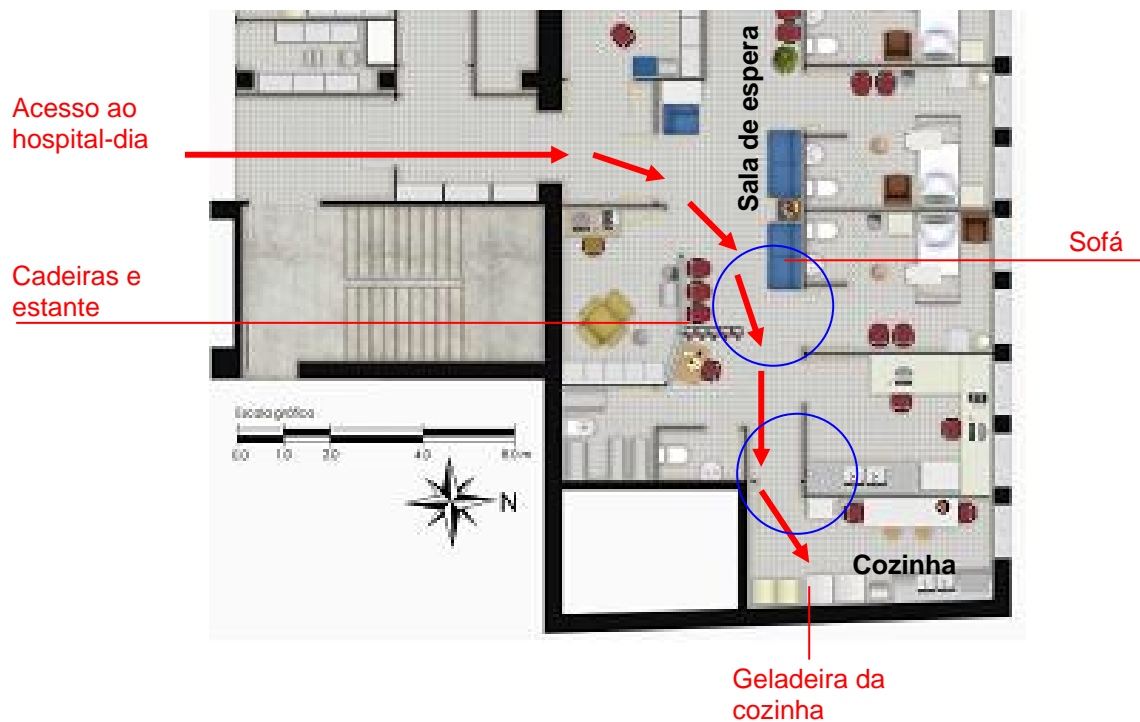 Acesso ao
hospital-dia
Sala de espera
Sofá
Cadeiras e
estante
Escala gráfica
0.0 1.0 2.0 4.0 6.0 m
N
Cozinha
Geladeira da
cozinha